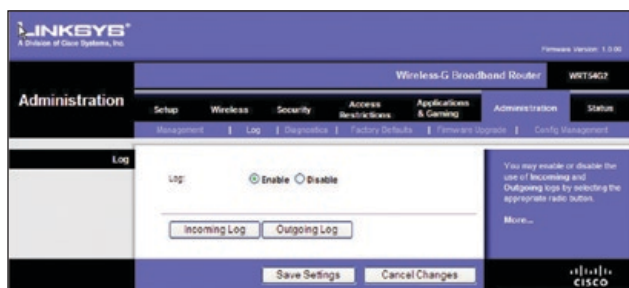 LINKSYS®
A Division of Cisco Systems, Inc.
Firmware Version: 1.0.00
Wireless-G Broadband Router WRT54G2
Administration
Setup Wireless Security Access Restrictions Applications & Gaming Administration Status
Management | Log | Diagnostics | Factory Defaults | Firmware Upgrade | Config Management
Log
Log: Enable Disable
Incoming Log Outgoing Log
You may enable or disable the
use of Incoming and
Outgoing logs by selecting the
appropriate radio button.
More...
Save Settings Cancel Changes
CISCO